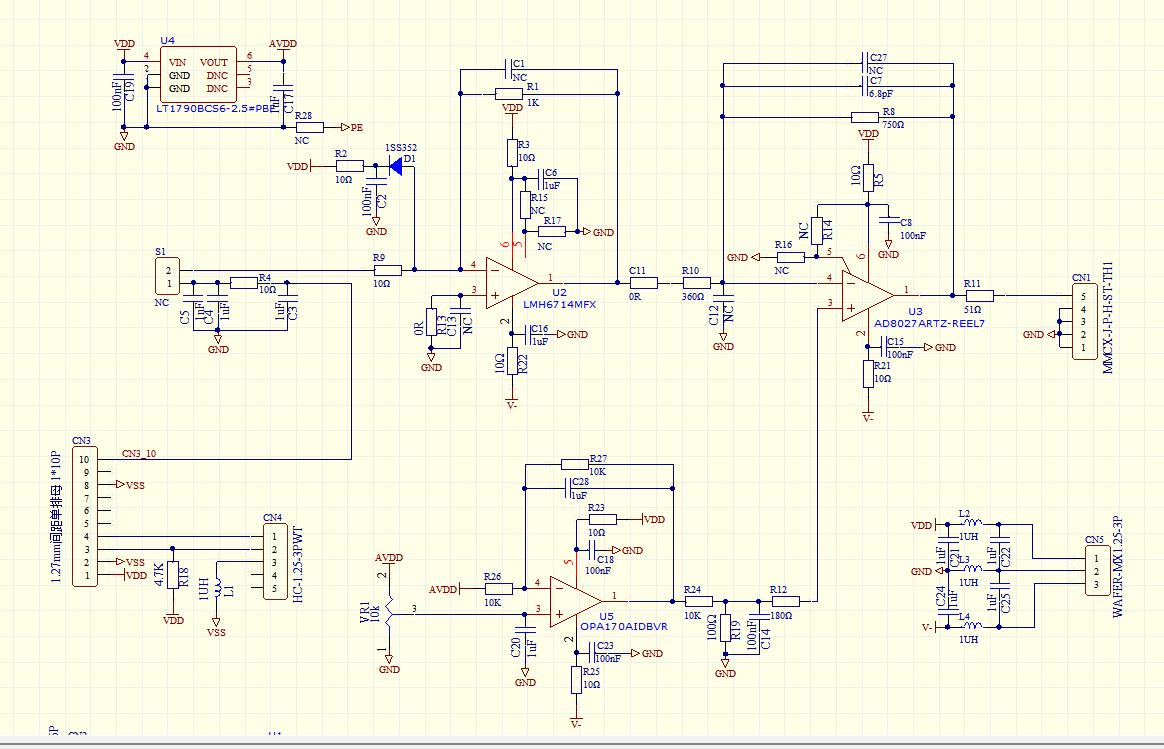 VDD
U4
AVDD
4
VIN
VOUT
6
2
GND
DNC
5
GND
DNC
3
100nF
C19
1uF
C17
LT1790BCS6-2.5#PBF
R28
NC
PE
GND
VDD
R2
10Ω
1SS352
D1
100nF
C2
GND
S1
2
1
NC
R4
10Ω
C5
1uF
C4
1uF
C3
1uF
GND
R9
10Ω
C1
NC
R1
1K
VDD
R3
10Ω
C6
1uF
R15
NC
R17
NC
GND
6
5
4
3
1
2
U2
LMH6714MFX
0R
R13
C13
NC
GND
C16
1uF
GND
10Ω
R22
V-
C11
0R
R10
360Ω
C12
NC
GND
C27
NC
C7
6.8pF
R8
750Ω
VDD
10Ω
R5
NC
R14
C8
100nF
GND
GND
R16
NC
5
6
4
3
1
2
U3
AD8027ARTZ-REEL7
C15
100nF
GND
R21
10Ω
V-
R11
51Ω
CN1
5
4
3
2
1
GND
MMCX-J-P-H-ST-TH1
CN3
10
9
8
7
6
5
4
3
2
1
CN3_10
VSS
VSS
VDD
1.27mm间距单排母 1*10P
4.7K
R18
VDD
1UH
L1
VSS
CN4
1
2
3
4
5
HC-1.25-3PWT
AVDD
2
VR1
10k
3
1
GND
AVDD
R26
10K
R27
10K
C28
1uF
R23
10Ω
VDD
C18
100nF
GND
5
4
3
1
2
U5
OPA170AIDBVR
C20
1uF
GND
C23
100nF
GND
R25
10Ω
V-
R24
10K
100Ω
R19
100nF
C14
GND
R12
180Ω
VDD
L2
1UH
1uF
C21
1uF
C22
GND
L3
1UH
C24
1uF
1uF
C25
V-
L4
1UH
CN5
1
2
3
WAFER-MX1.25-3P